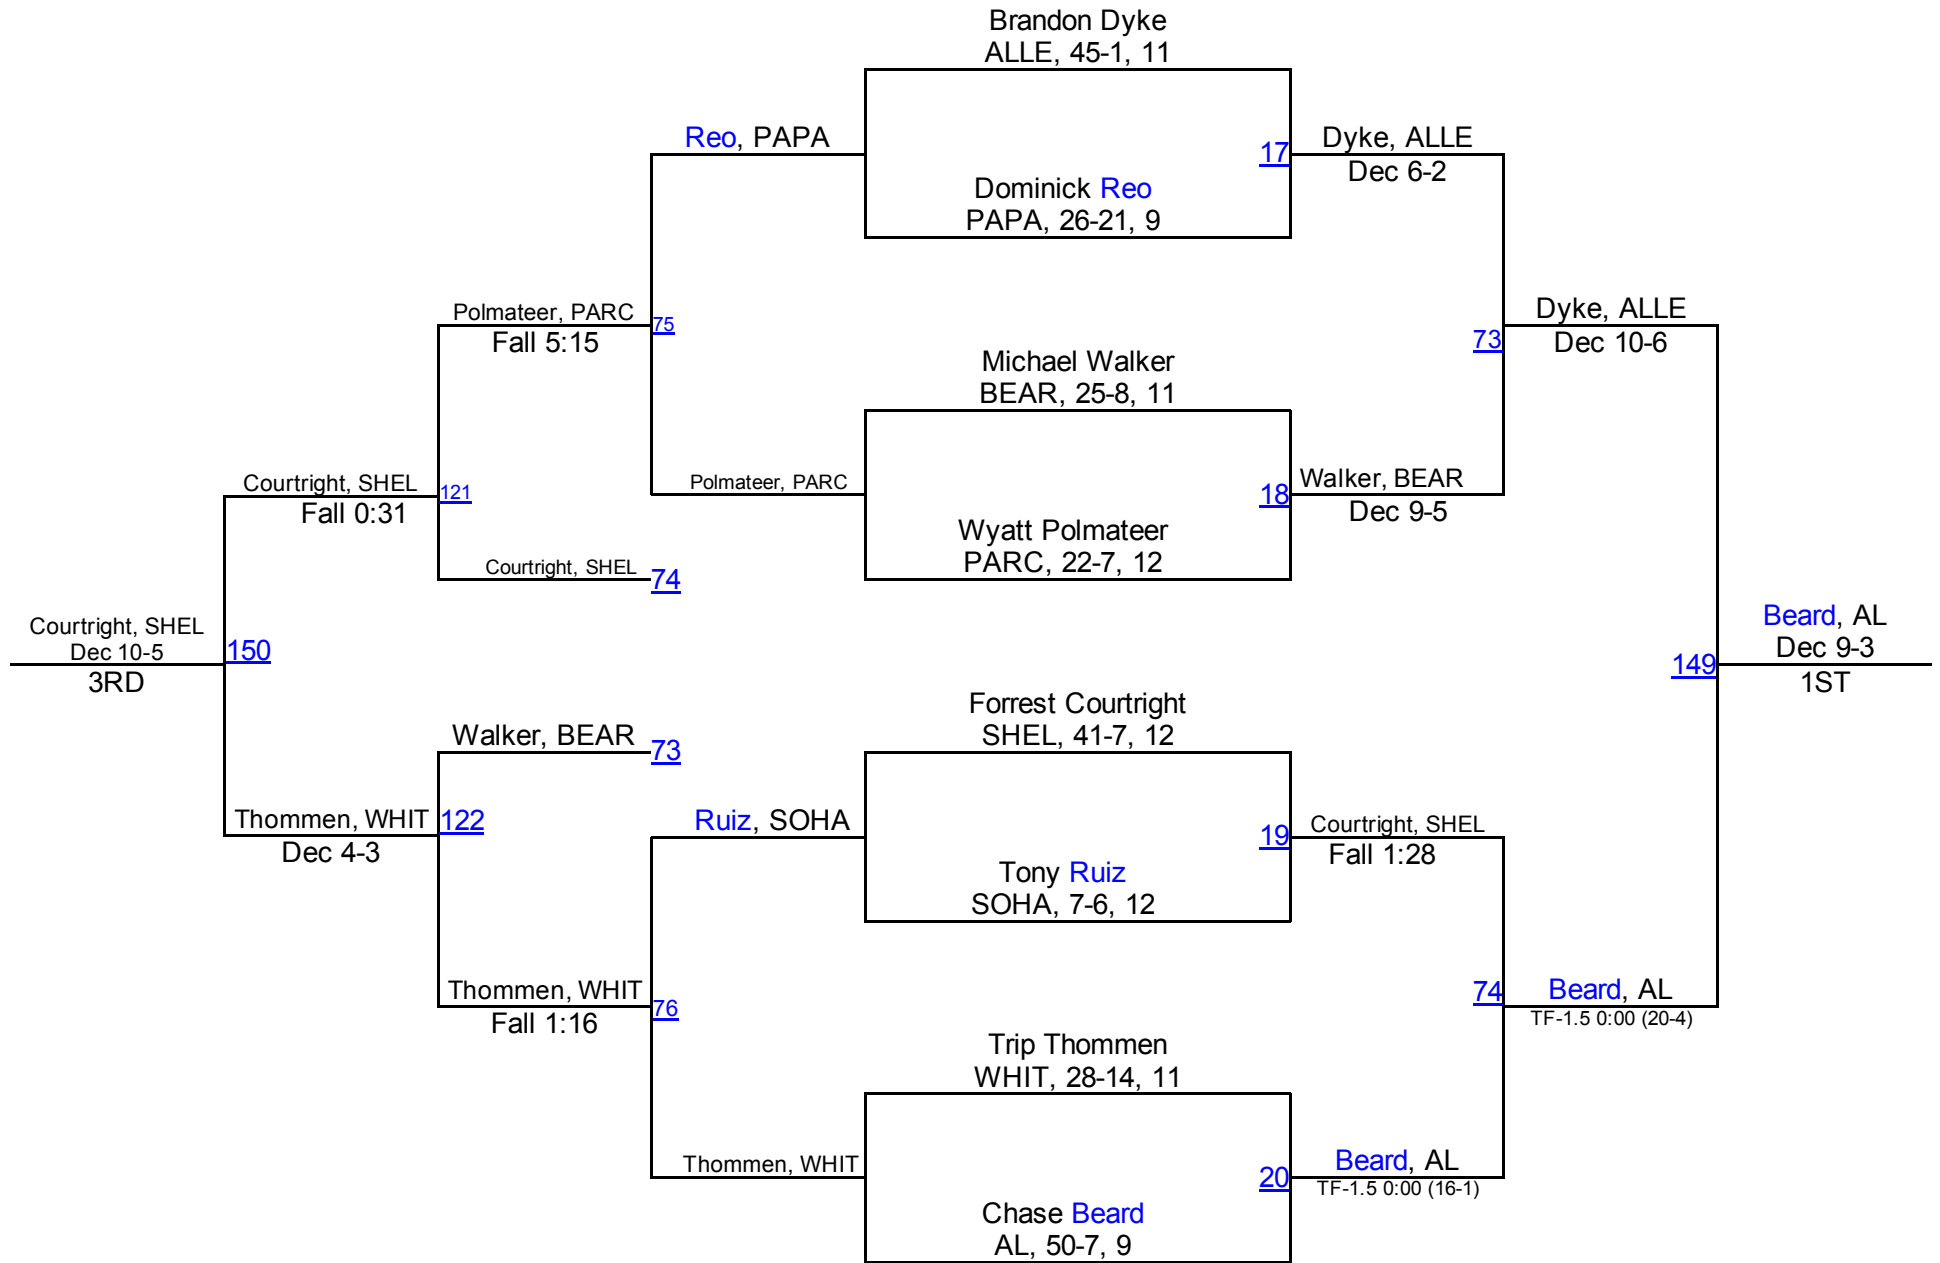 Brandon Dyke
ALLE, 45-1, 11
Reo, PAPA
17
Dyke, ALLE
Dec 6-2
Dominick Reo
PAPA, 26-21, 9
Polmateer, PARC
75
Fall 5:15
Dyke, ALLE
73
Dec 10-6
Michael Walker
BEAR, 25-8, 11
Courtright, SHEL
121
Fall 0:31
Polmateer, PARC
18
Walker, BEAR
Dec 9-5
Wyatt Polmateer
PARC, 22-7, 12
Courtright, SHEL
74
Courtright, SHEL
Dec 10-5
150
3RD
Beard, AL
Dec 9-3
149
1ST
Forrest Courtright
SHEL, 41-7, 12
Walker, BEAR
73
Thommen, WHIT
122
Dec 4-3
Ruiz, SOHA
19
Courtright, SHEL
Fall 1:28
Tony Ruiz
SOHA, 7-6, 12
Thommen, WHIT
76
Fall 1:16
74
Beard, AL
TF-1.5 0:00 (20-4)
Trip Thommen
WHIT, 28-14, 11
Thommen, WHIT
20
Beard, AL
TF-1.5 0:00 (16-1)
Chase Beard
AL, 50-7, 9